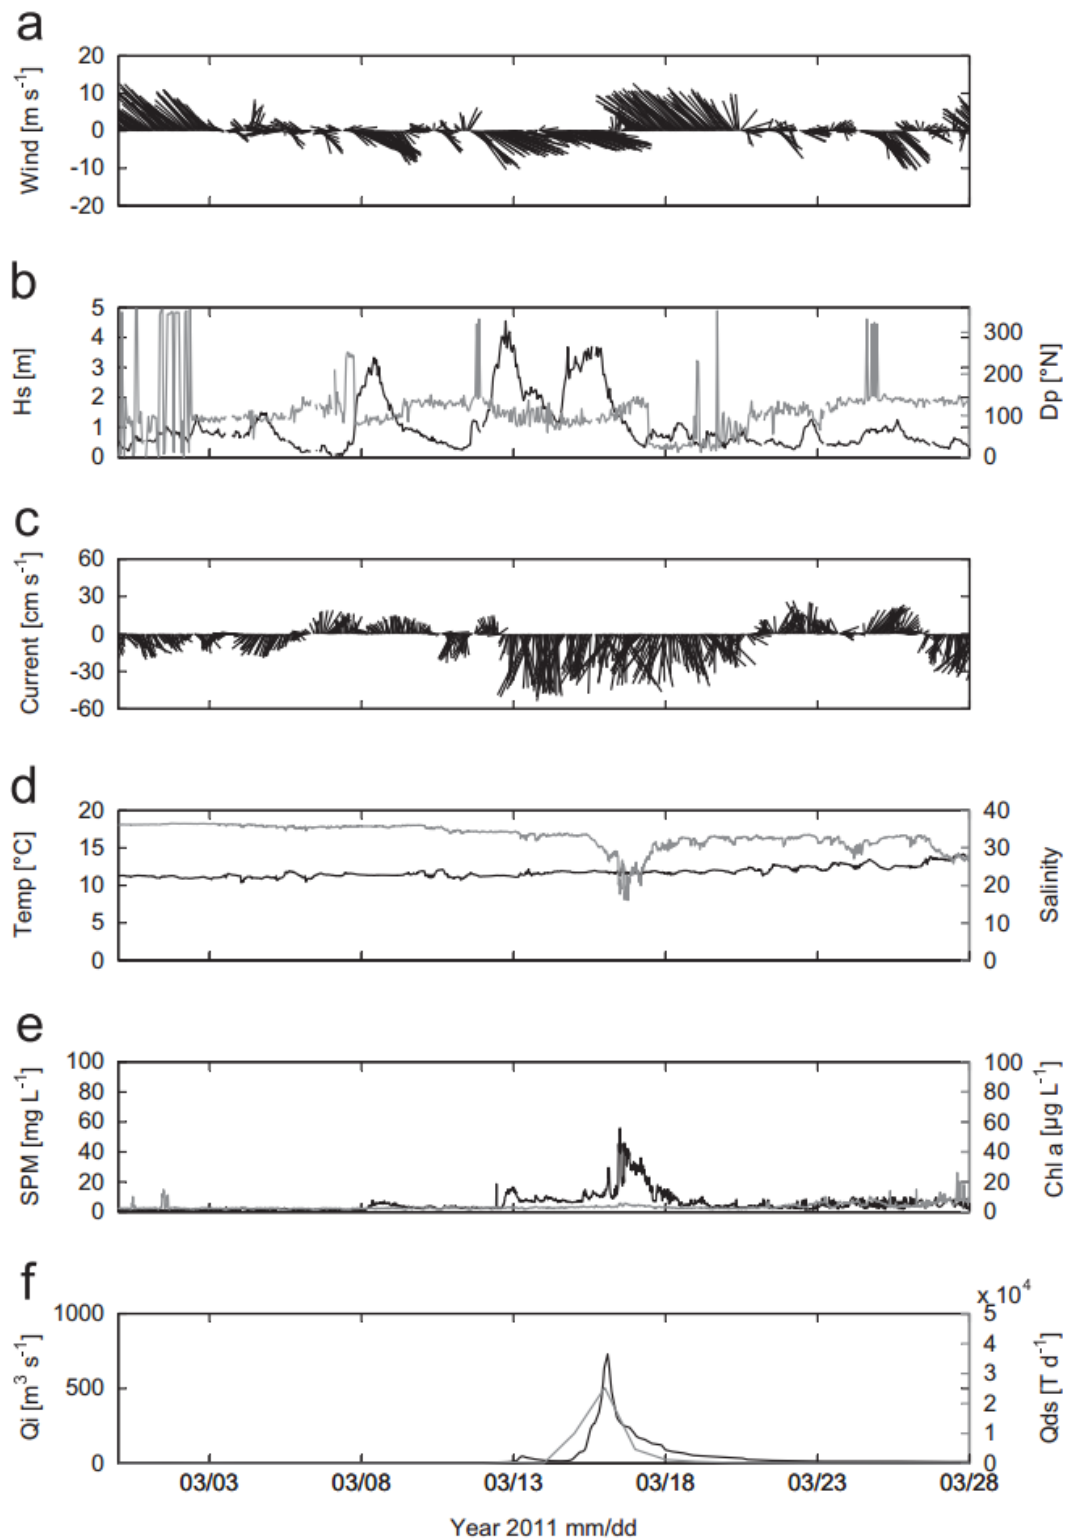 a
20
10
0
-10
-20
Wind [m s⁻¹]
b
5
4
3
2
1
0
Hs [m]
300
200
100
0
Dp [°N]
c
60
30
0
-30
-60
Current [cm s⁻¹]
d
20
15
10
5
0
Temp [°C]
40
30
20
10
0
Salinity
e
100
80
60
40
20
0
SPM [mg L⁻¹]
100
80
60
40
20
0
Chl a [µg L⁻¹]
f
1000
500
0
Qi [m³ s⁻¹]
x 10⁴
5
4
3
2
1
0
Qds [T d⁻¹]
03/03 03/08 03/13 03/18 03/23 03/28
Year 2011 mm/dd